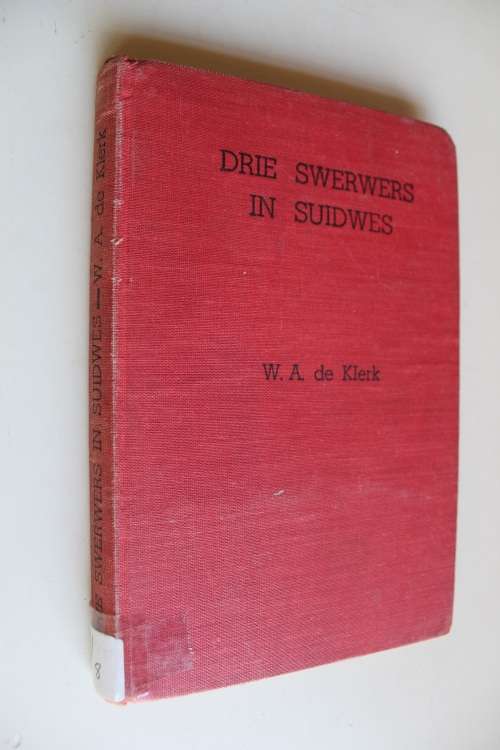 DRIE SWERWERS
IN SUIDWES
W. A. de Klerk
SWERWERS IN SUIDWES — W. A. de Klerk
8